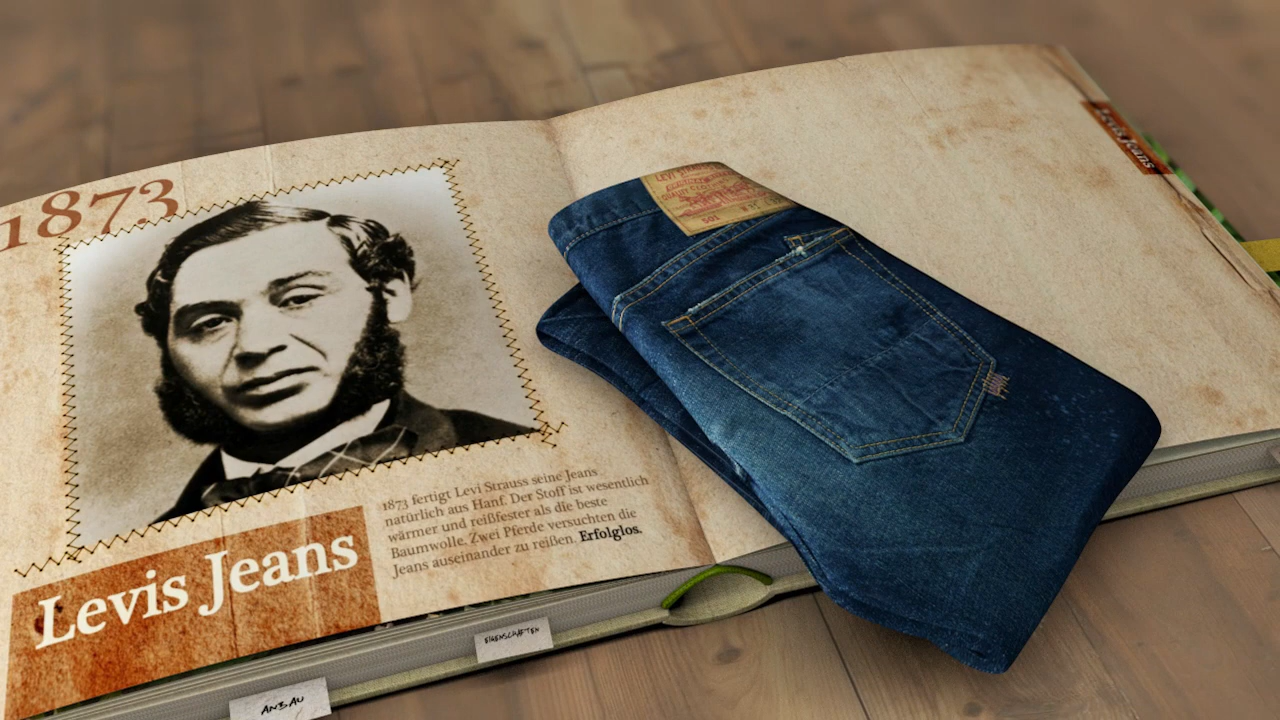 1873
1873 fertigt Levi Strauss seine Jeans
natürlich aus Hanf. Der Stoff ist wesentlich
wärmer und reißfester als die beste
Baumwolle. Zwei Pferde versuchten die
Jeans auseinander zu reißen. Erfolglos.
Levis Jeans
EIGENSCHAFTEN
ANBAU
Levis Jeans
501